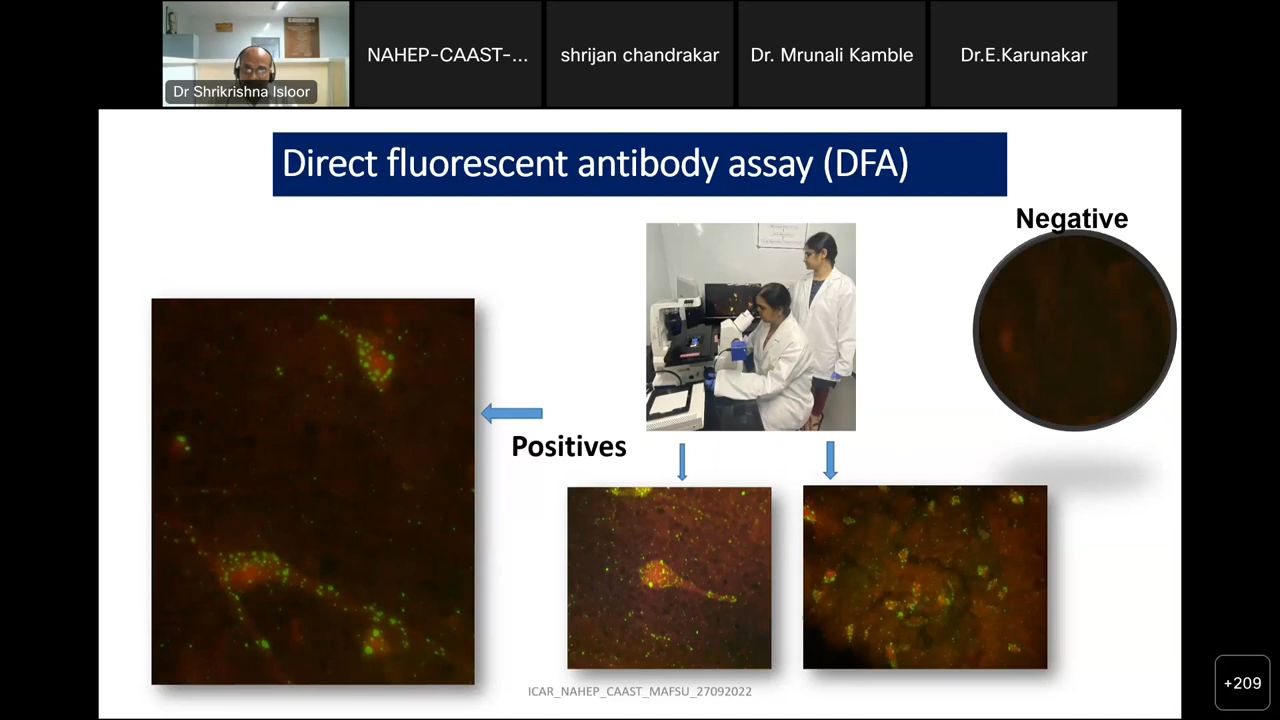 Dr Shrikrishna Isloor
NAHEP-CAAST-...
shrijan chandrakar
Dr. Mrunali Kamble
Dr.E.Karunakar
Direct fluorescent antibody assay (DFA)
Negative
Positives
ICAR_NAHEP_CAAST_MAFSU_27092022
+209